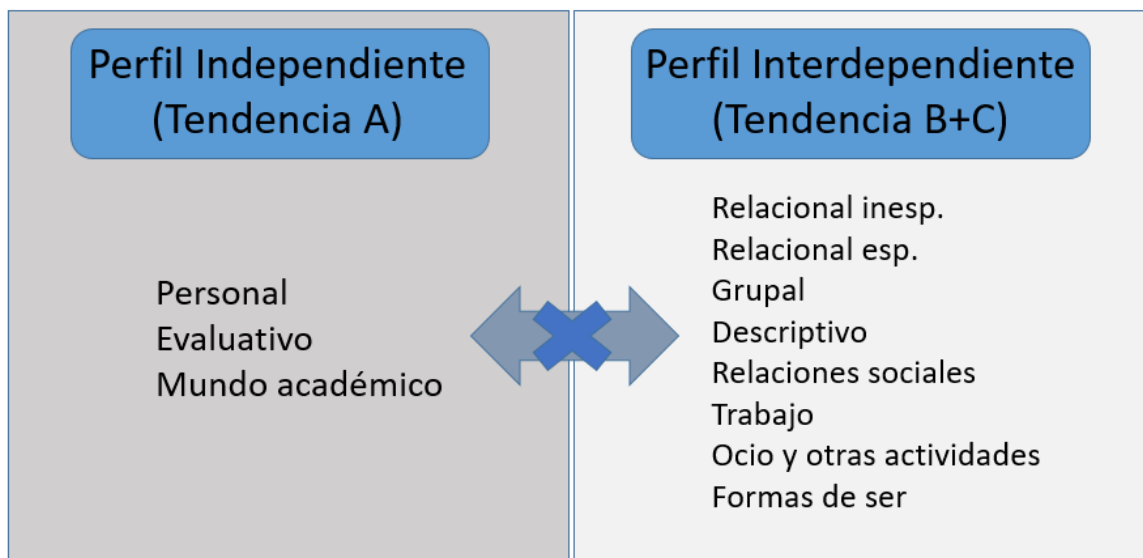 Perfil Independiente
(Tendencia A)
Personal
Evaluativo
Mundo académico
Perfil Interdependiente
(Tendencia B+C)
Relacional inesp.
Relacional esp.
Grupal
Descriptivo
Relaciones sociales
Trabajo
Ocio y otras actividades
Formas de ser